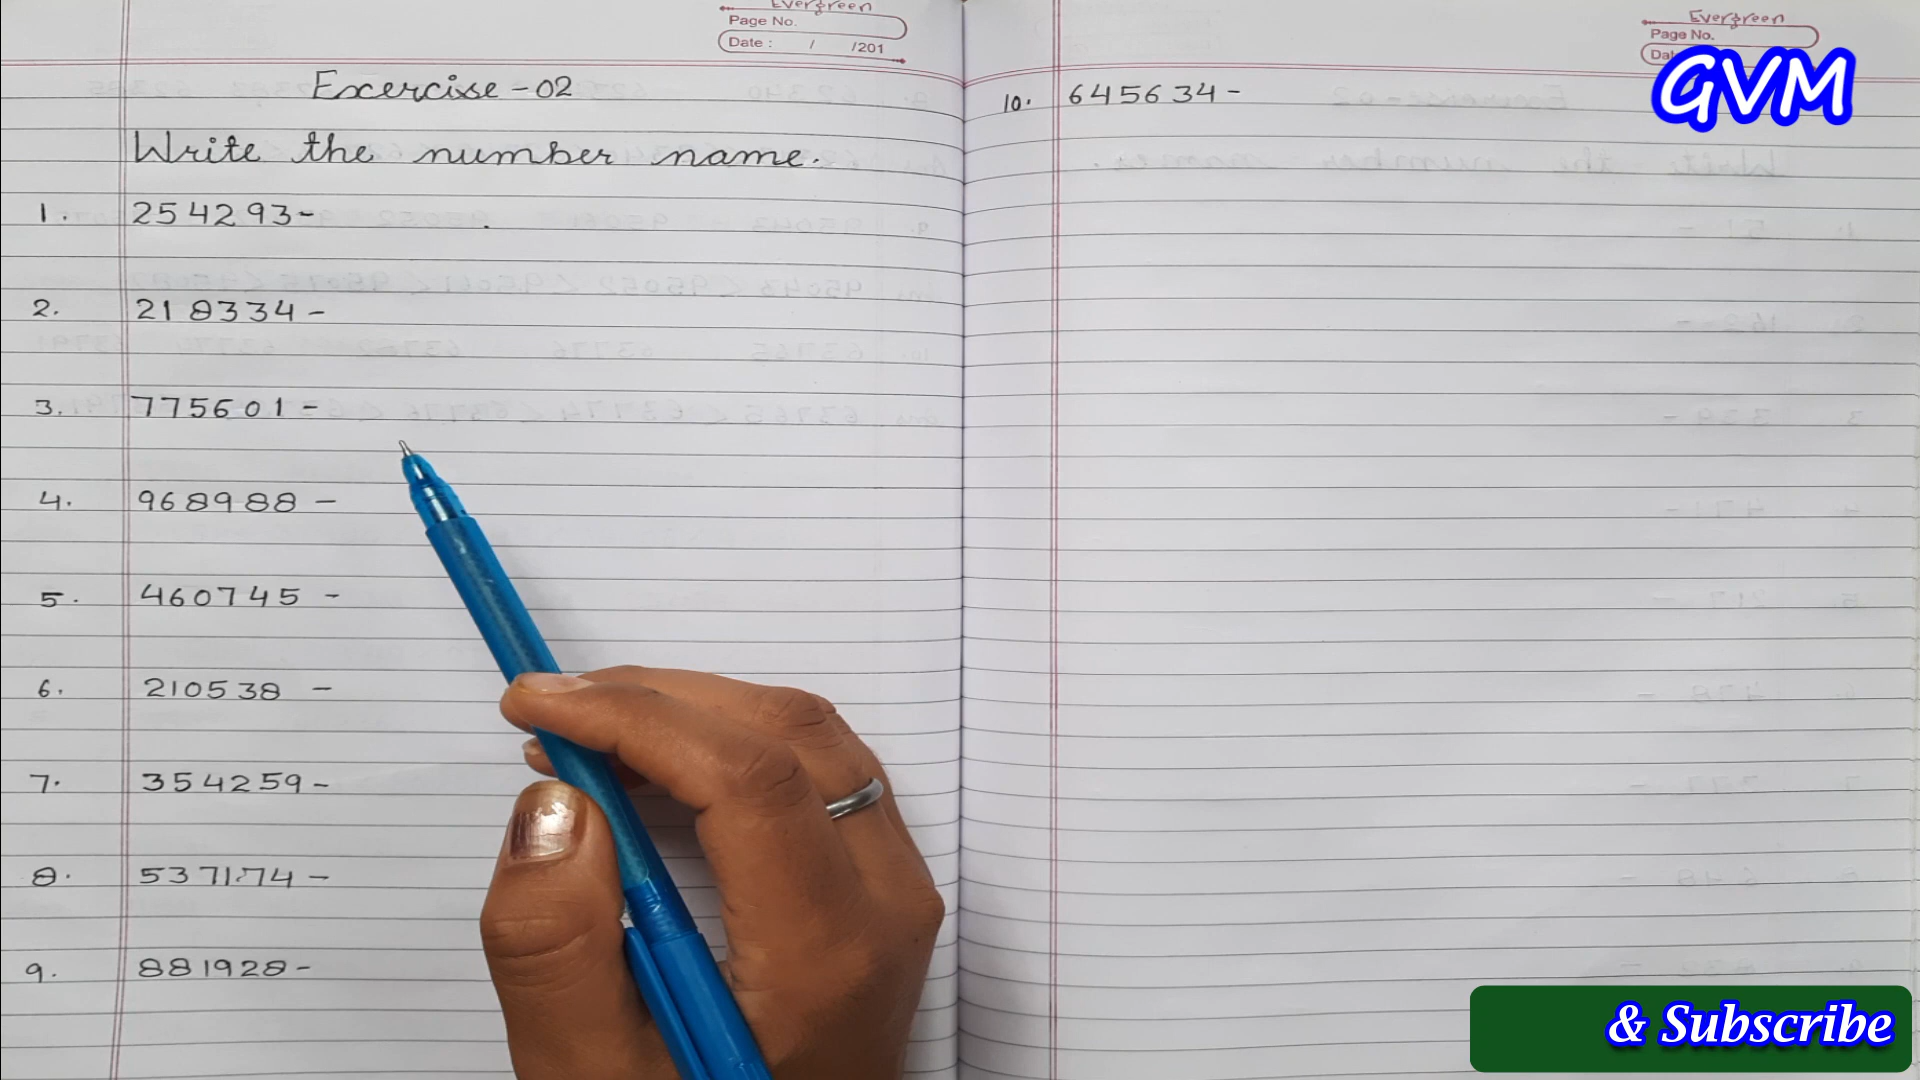 Evergreen
Page No.
Date : / /201
Excercise - 02
Write the number name.
1. 254293-
2. 218334 -
3. 775601 -
4. 968988 -
5. 460745 -
6. 210538 -
7. 354259 -
8. 537174 -
9. 881928 -
Evergreen
Page No.
GVM
10. 645634 -
& Subscribe